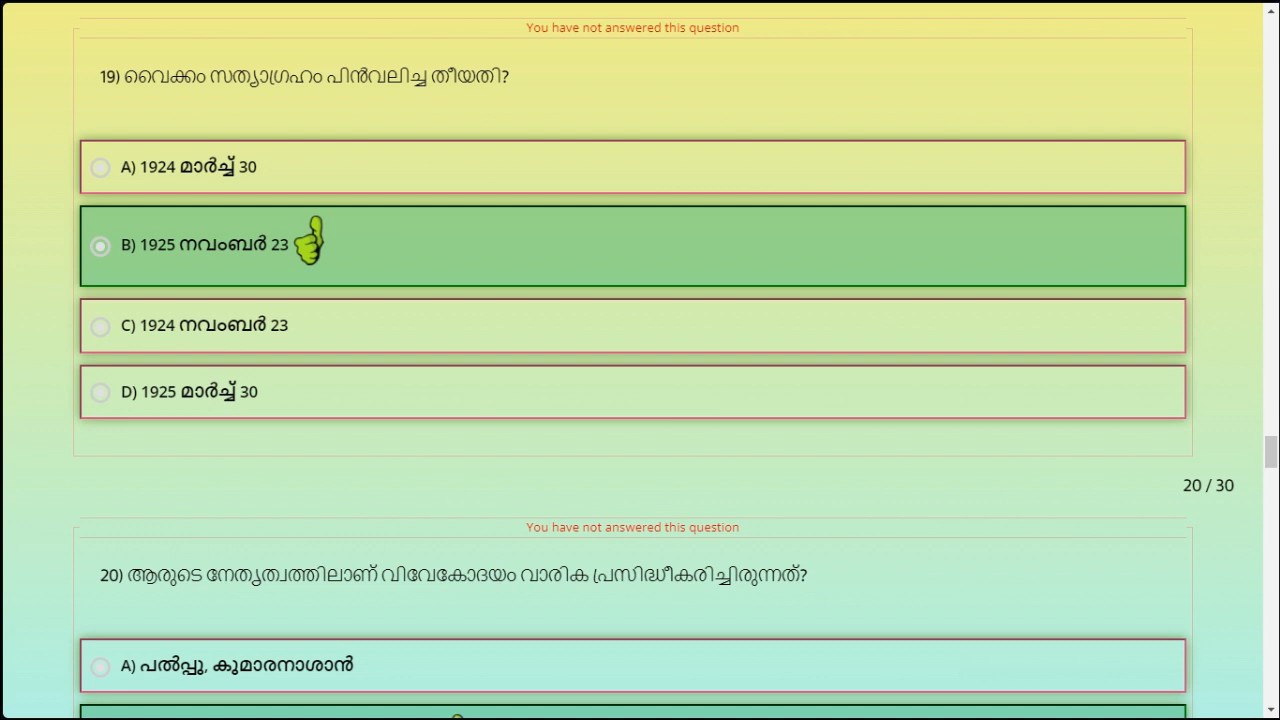 You have not answered this question
19) വൈക്കം സത്യാഗ്രഹം പിൻവലിച്ച തീയതി?
A) 1924 മാർച്ച് 30
B) 1925 നവംബർ 23
C) 1924 നവംബർ 23
D) 1925 മാർച്ച് 30
20 / 30
You have not answered this question
20) ആരുടെ നേതൃത്വത്തിലാണ് വിവേകോദയം വാരിക പ്രസിദ്ധീകരിച്ചിരുന്നത്?
A) പൽപ്പു, കുമാരനാശാൻ